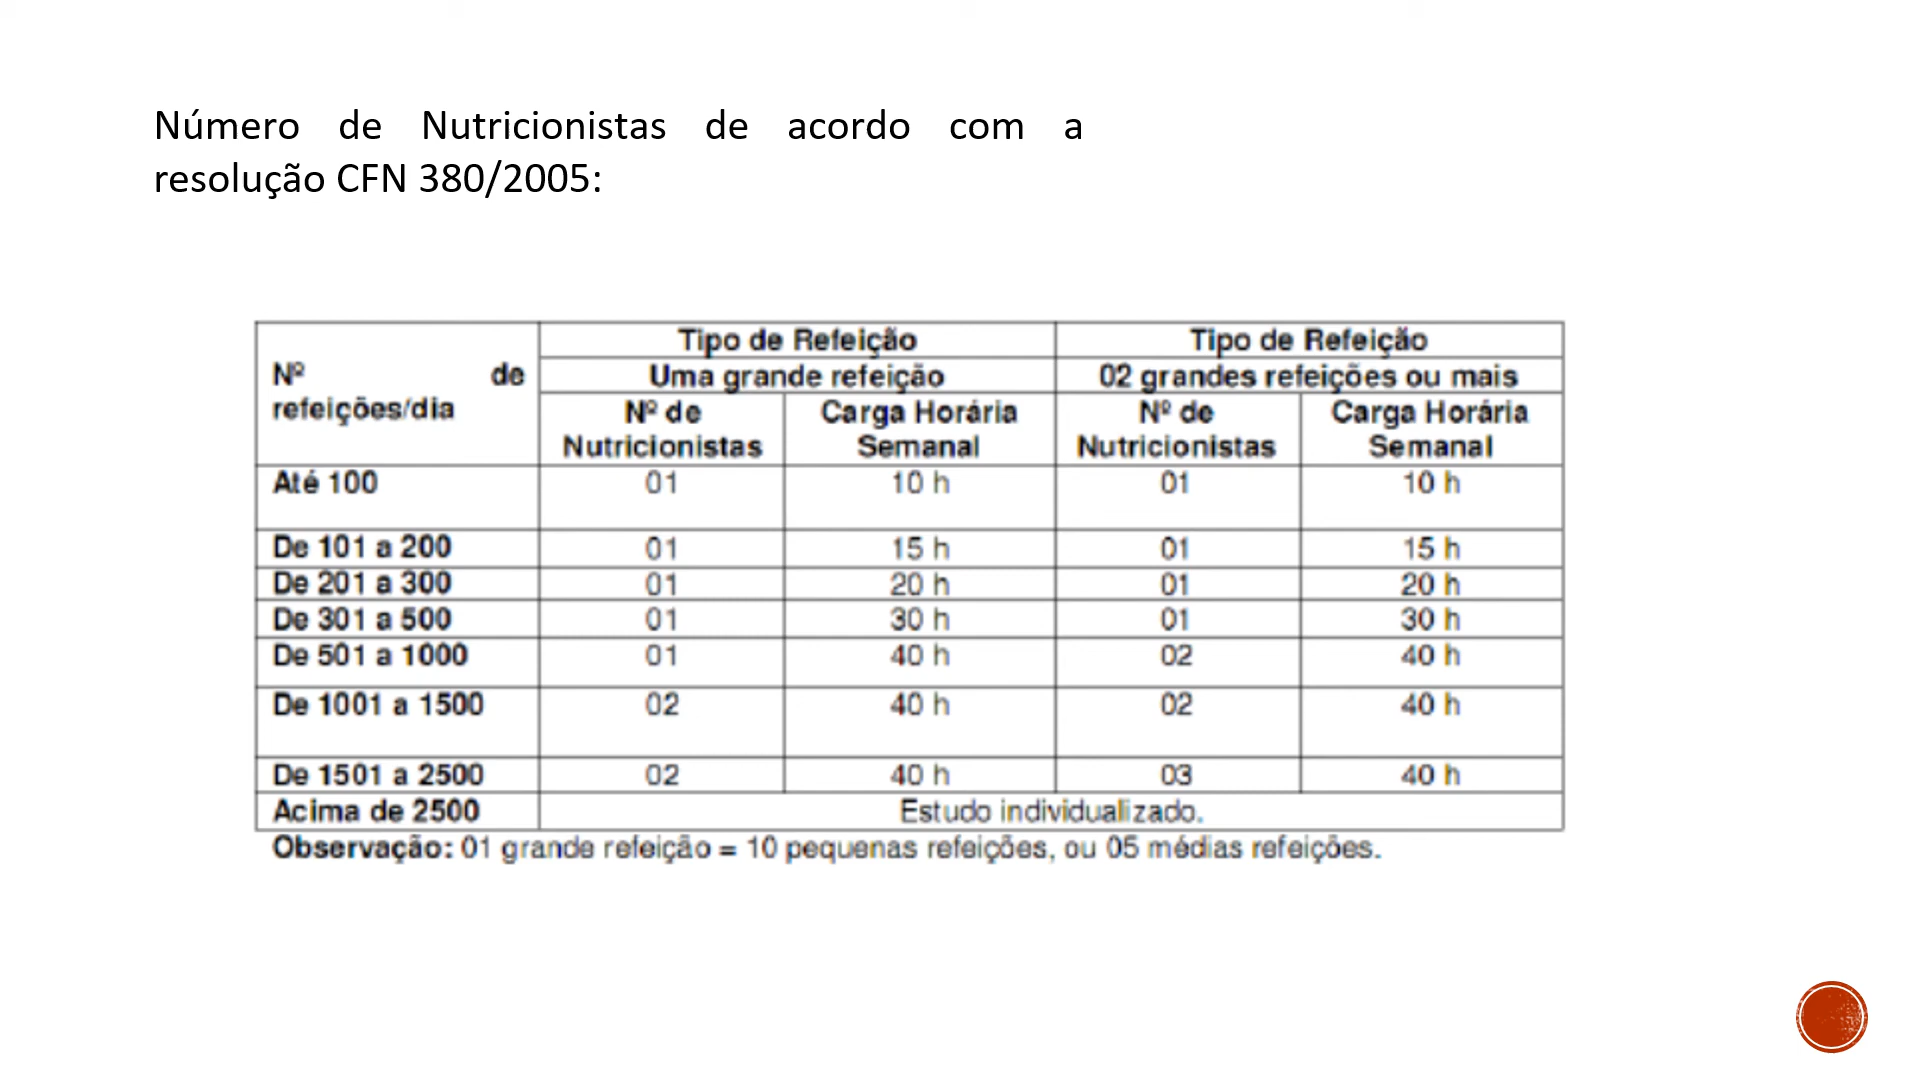 Número de Nutricionistas de acordo com a
resolução CFN 380/2005:
Nº de
refeições/dia
Tipo de Refeição
Tipo de Refeição
Uma grande refeição
02 grandes refeições ou mais
Nº de
Nutricionistas
Carga Horária
Semanal
Nº de
Nutricionistas
Carga Horária
Semanal
Até 100 01 10 h 01 10 h
De 101 a 200 01 15 h 01 15 h
De 201 a 300 01 20 h 01 20 h
De 301 a 500 01 30 h 01 30 h
De 501 a 1000 01 40 h 02 40 h
De 1001 a 1500 02 40 h 02 40 h
De 1501 a 2500 02 40 h 03 40 h
Acima de 2500 Estudo individualizado.
Observação: 01 grande refeição = 10 pequenas refeições, ou 05 médias refeições.